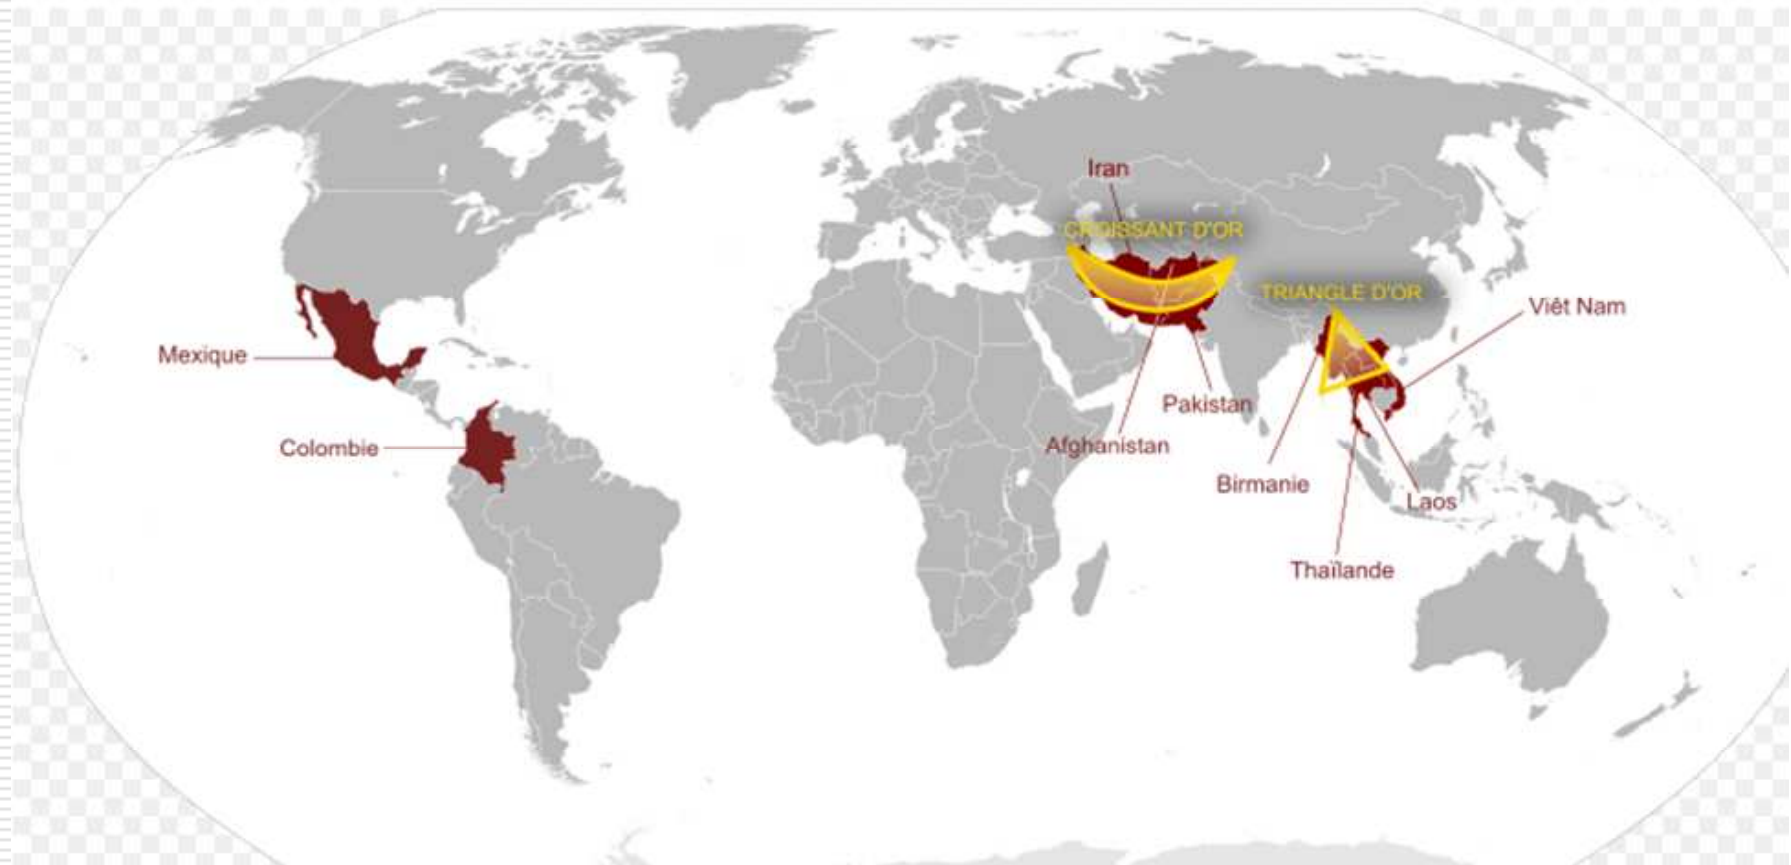 Iran
CROISSANT D'OR
TRIANGLE D'OR
Viêt Nam
Mexique
Pakistan
Colombie
Afghanistan
Birmanie
Laos
Thaïlande